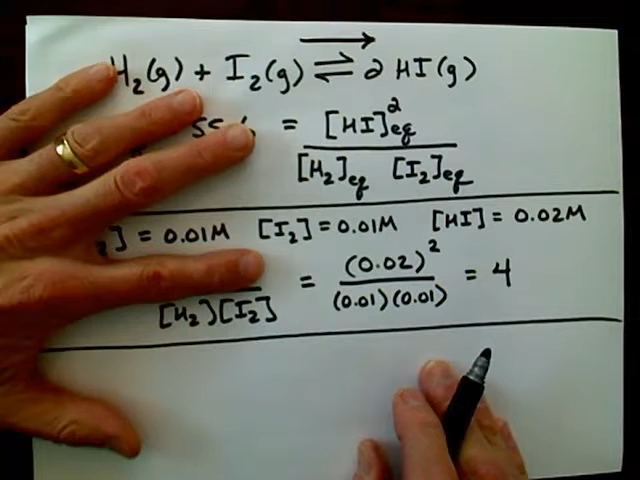 H₂(g) + I₂(g) ⇌ 2 HI(g)
= [HI]²eq / [H₂]eq [I₂]eq
₂] = 0.01M [I₂] = 0.01M [HI] = 0.02M
/ [H₂][I₂] = (0.02)² / (0.01)(0.01) = 4